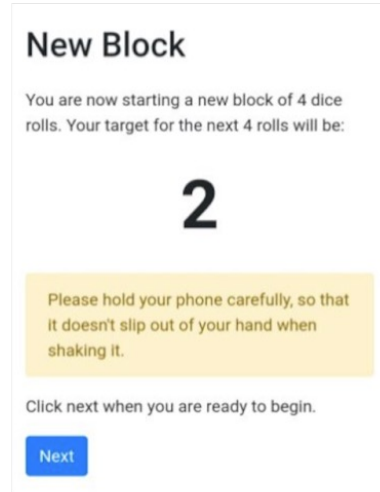 New Block
You are now starting a new block of 4 dice
rolls. Your target for the next 4 rolls will be:
2
Please hold your phone carefully, so that
it doesn't slip out of your hand when
shaking it.
Click next when you are ready to begin.
Next